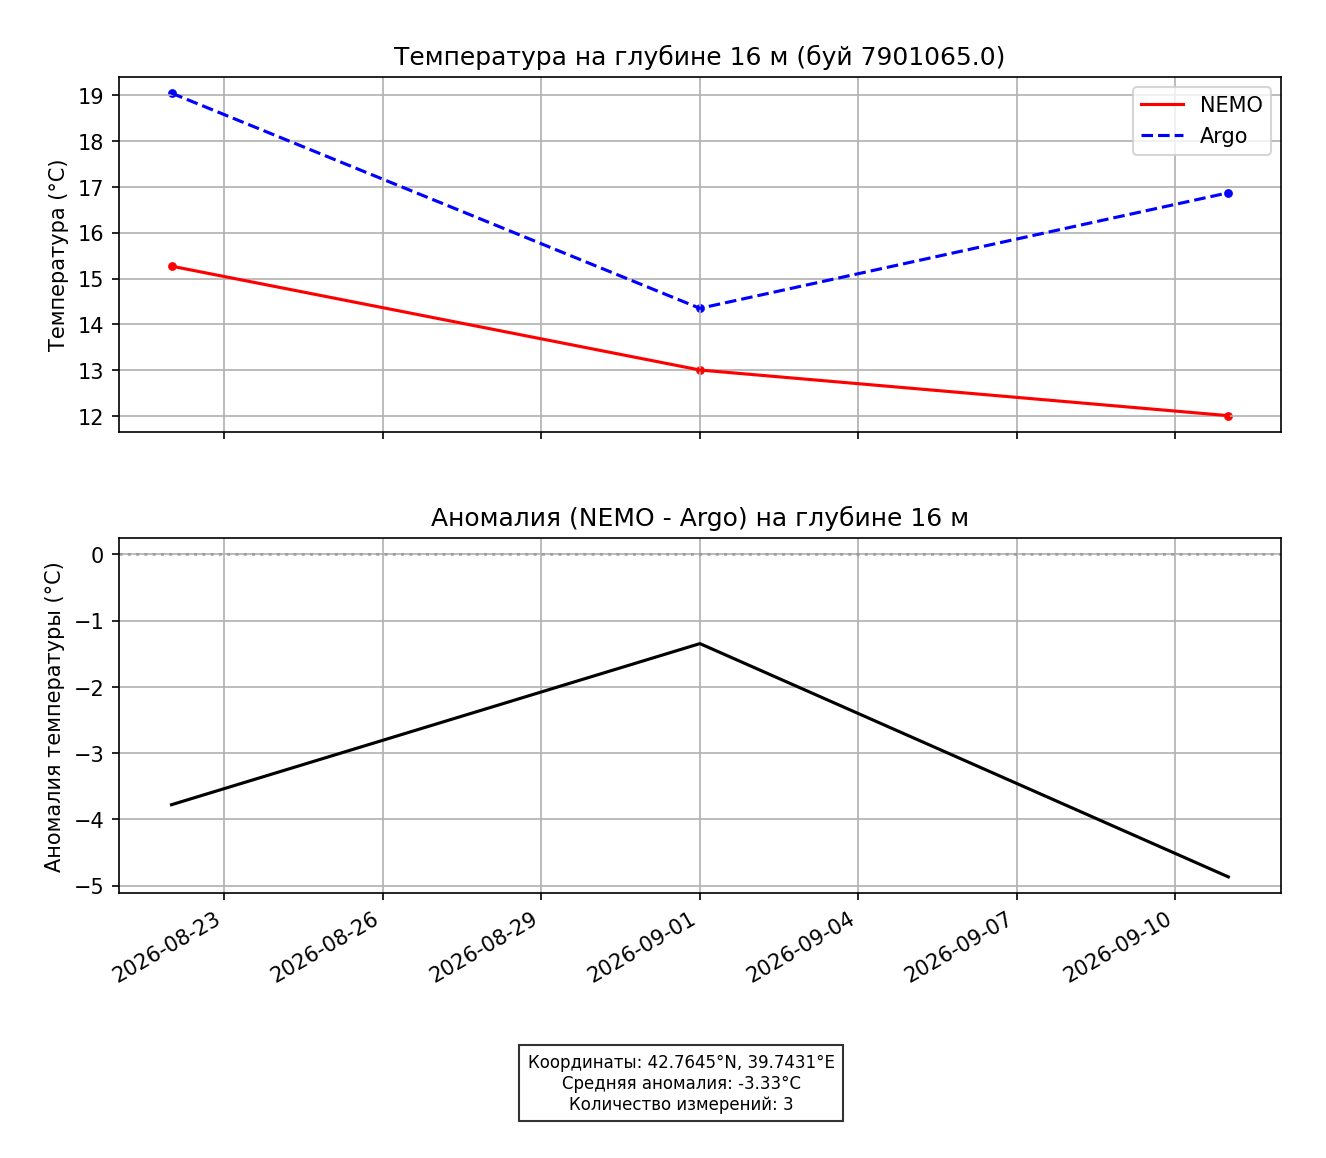 Температура на глубине 16 м (буй 7901065.0)
Температура (°C)
19
18
17
16
15
14
13
12
NEMO
Argo
Аномалия (NEMO - Argo) на глубине 16 м
Аномалия температуры (°C)
0
−1
−2
−3
−4
−5
2026-08-23
2026-08-26
2026-08-29
2026-09-01
2026-09-04
2026-09-07
2026-09-10
Координаты: 42.7645°N, 39.7431°E
Средняя аномалия: -3.33°C
Количество измерений: 3